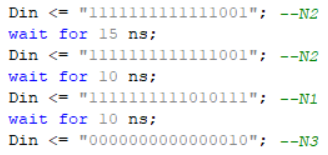 Din <= "1111111111111001"; --N2
wait for 15 ns;
Din <= "1111111111111001"; --N2
wait for 10 ns;
Din <= "1111111111010111"; --N1
wait for 10 ns;
Din <= "0000000000000010"; --N3